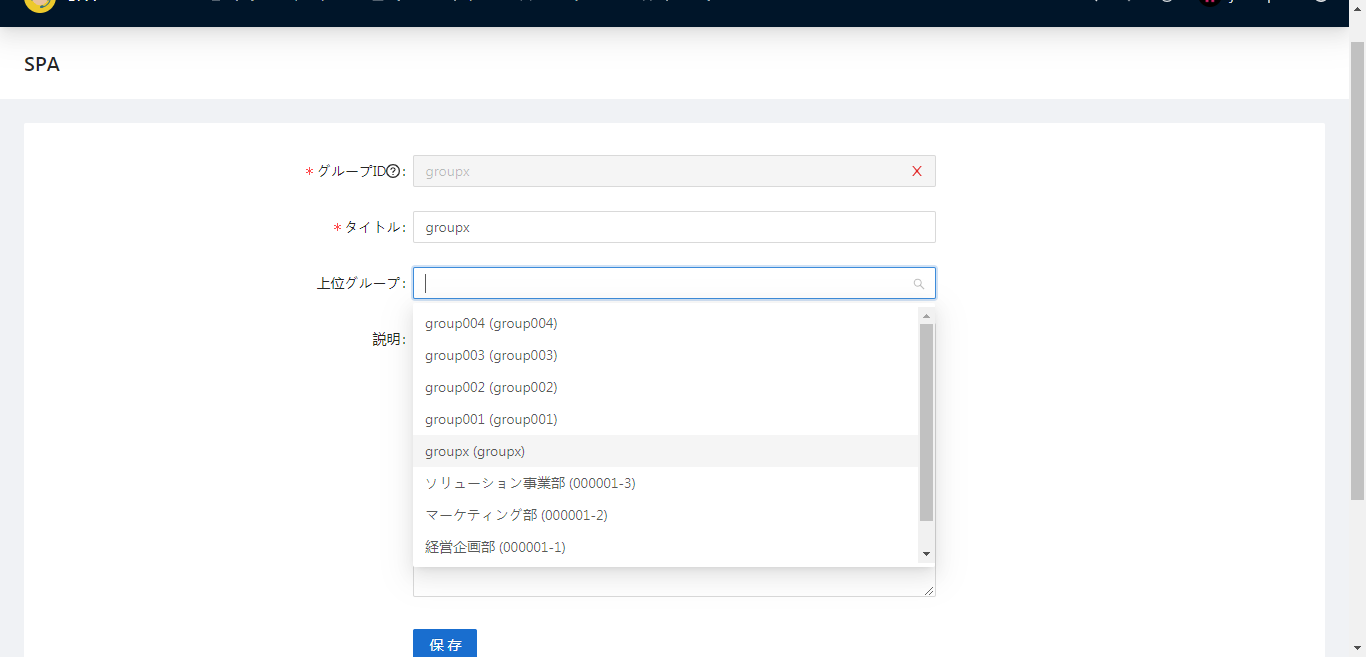 SPA
* グループID?:
groupx
X
* タイトル:
groupx
上位グループ:
説明:
group004 (group004)
group003 (group003)
group002 (group002)
group001 (group001)
groupx (groupx)
ソリューション事業部 (000001-3)
マーケティング部 (000001-2)
経営企画部 (000001-1)
保存